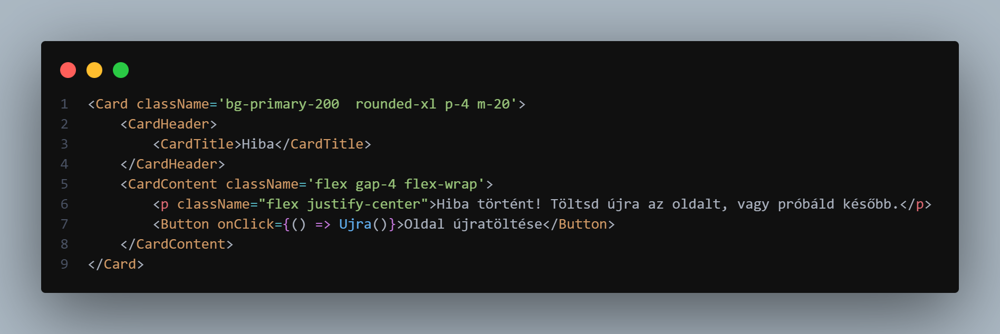 1 <Card className='bg-primary-200  rounded-xl p-4 m-20'>
2     <CardHeader>
3         <CardTitle>Hiba</CardTitle>
4     </CardHeader>
5     <CardContent className='flex gap-4 flex-wrap'>
6         <p className="flex justify-center">Hiba történt! Töltsd újra az oldalt, vagy próbáld később.</p>
7         <Button onClick={() => Ujra()}>Oldal újratöltése</Button>
8     </CardContent>
9 </Card>